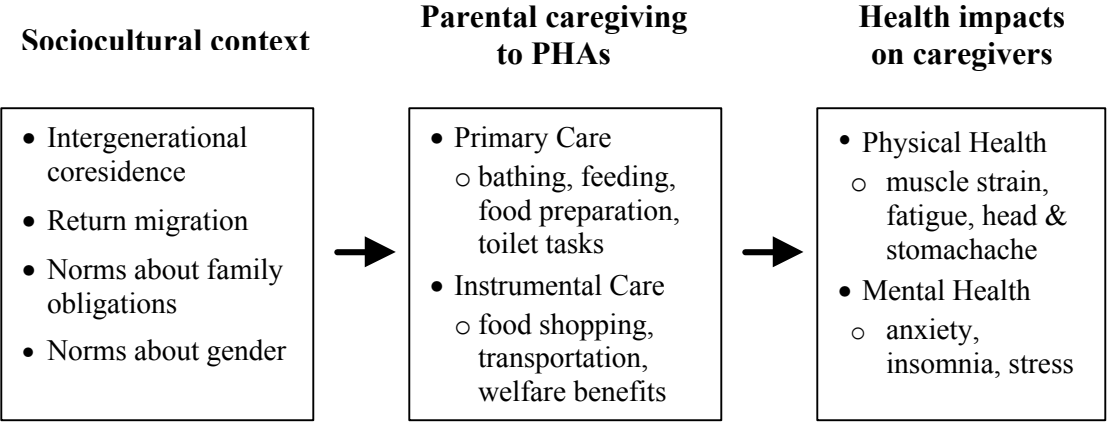 Sociocultural context
• Intergenerational
coresidence
• Return migration
• Norms about family
obligations
• Norms about gender
Parental caregiving
to PHAs
• Primary Care
o bathing, feeding,
food preparation,
toilet tasks
• Instrumental Care
o food shopping,
transportation,
welfare benefits
Health impacts
on caregivers
• Physical Health
o muscle strain,
fatigue, head &
stomachache
• Mental Health
o anxiety,
insomnia, stress